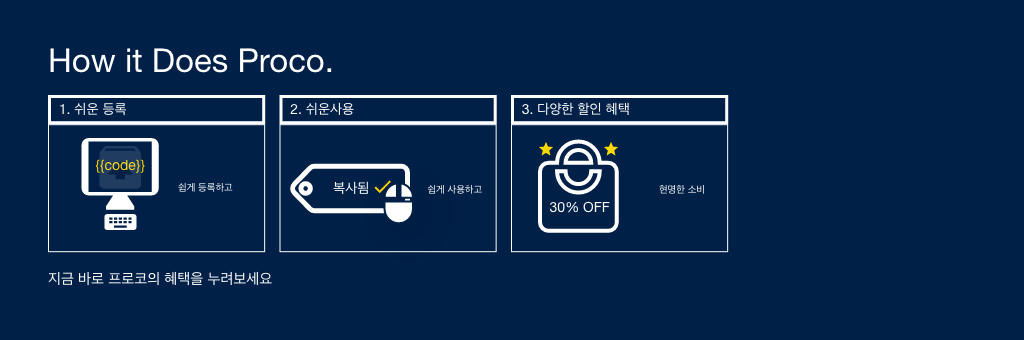 How it Does Proco.
1. 쉬운 등록
2. 쉬운사용
3. 다양한 할인 혜택
{{code}}
쉽게 등록하고
복사됨
쉽게 사용하고
30% OFF
현명한 소비
지금 바로 프로코의 혜택을 누려보세요